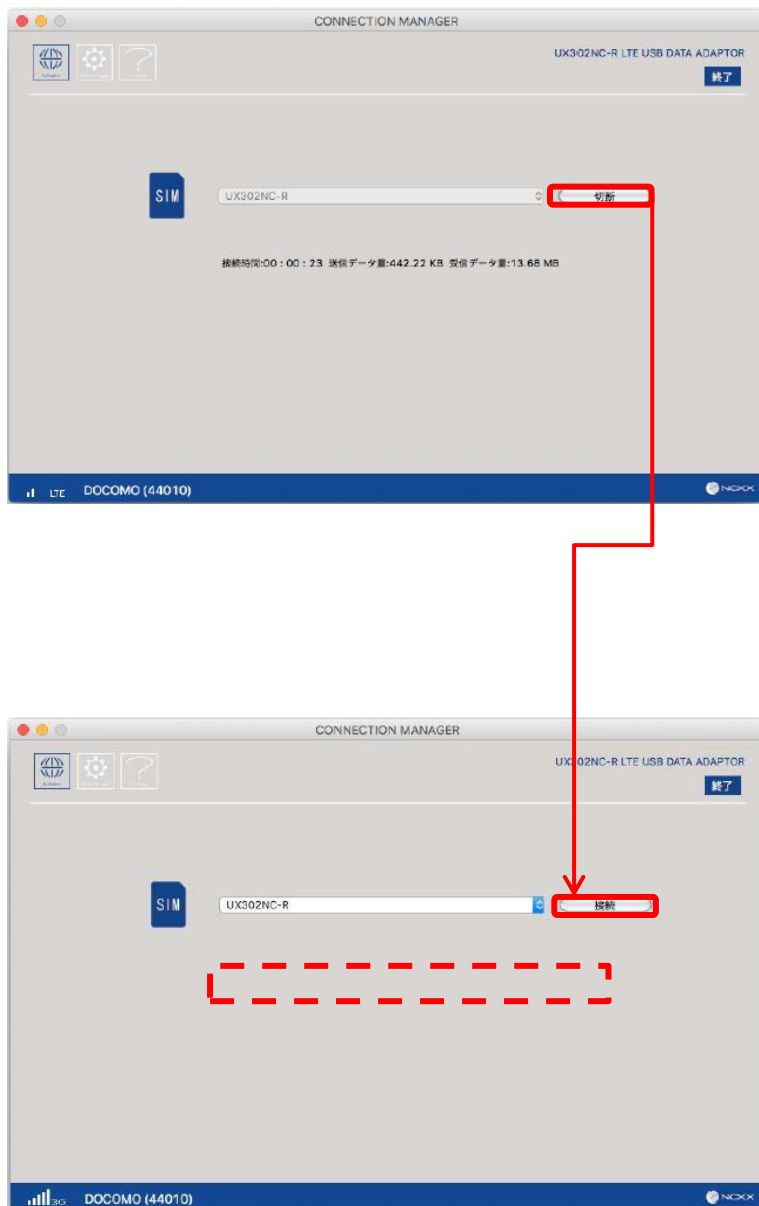 CONNECTION MANAGER
UX302NC-R LTE USB DATA ADAPTOR
終了
SIM
UX302NC-R
切断
接続時間:00 : 00 : 23 送信データ量:442.22 KB 受信データ量:13.68 MB
LTE DOCOMO (44010)
NCXX
CONNECTION MANAGER
UX302NC-R LTE USB DATA ADAPTOR
終了
SIM
UX302NC-R
接続
3G DOCOMO (44010)
NCXX